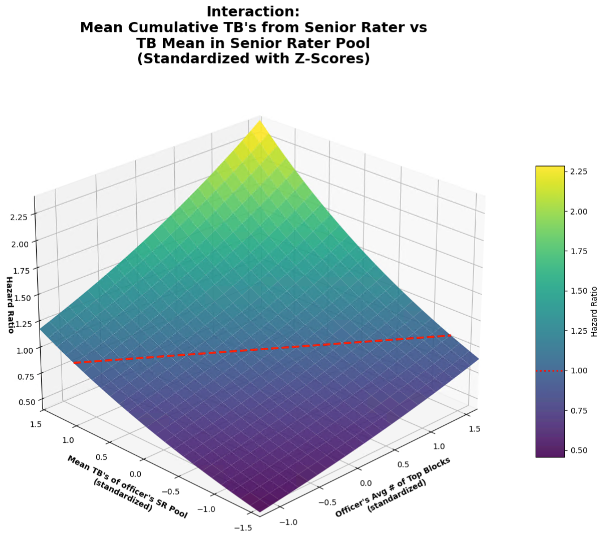 Interaction:
Mean Cumulative TB's from Senior Rater vs
TB Mean in Senior Rater Pool
(Standardized with Z-Scores)
2.25
2.00
1.75
1.50
1.25
1.00
0.75
0.50
Hazard Ratio
1.5
1.0
0.5
0.0
−0.5
−1.0
−1.5
Mean TB's of officer's SR Pool
(standardized)
−1.0
−0.5
0.0
0.5
1.0
1.5
Officer's Avg # of Top Blocks
(standardized)
2.25
2.00
1.75
1.50
1.25
1.00
0.75
0.50
Hazard Ratio